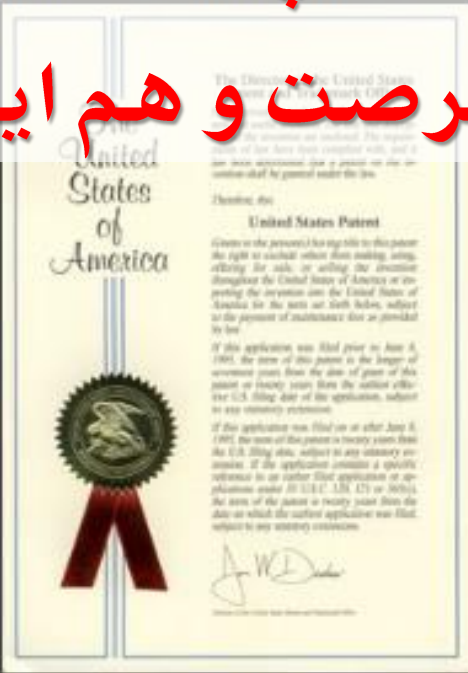 رصت و هم ای
The
United
States
of
America
The Director of the United States
Patent and Trademark Office
Therefore, this
United States Patent
Grants to the person(s) having title to this patent
the right to exclude others from making, using,
offering for sale, or selling the invention
throughout the United States of America or im-
porting the invention into the United States of
America for the term set forth below, subject
to the payment of maintenance fees as provided
by law.
If this application was filed prior to June 8,
1995, the term of this patent is the longer of
seventeen years from the date of grant of this
patent or twenty years from the earliest effec-
tive U.S. filing date of the application, subject
to any statutory extension.
If this application was filed on or after June 8,
1995, the term of this patent is twenty years from
the U.S. filing date, subject to any statutory ex-
tension. If the application contains a specific
reference to an earlier filed application or ap-
plications under 35 U.S.C. 120, 121 or 365(c),
the term of the patent is twenty years from the
date on which the earliest application was filed,
subject to any statutory extensions.